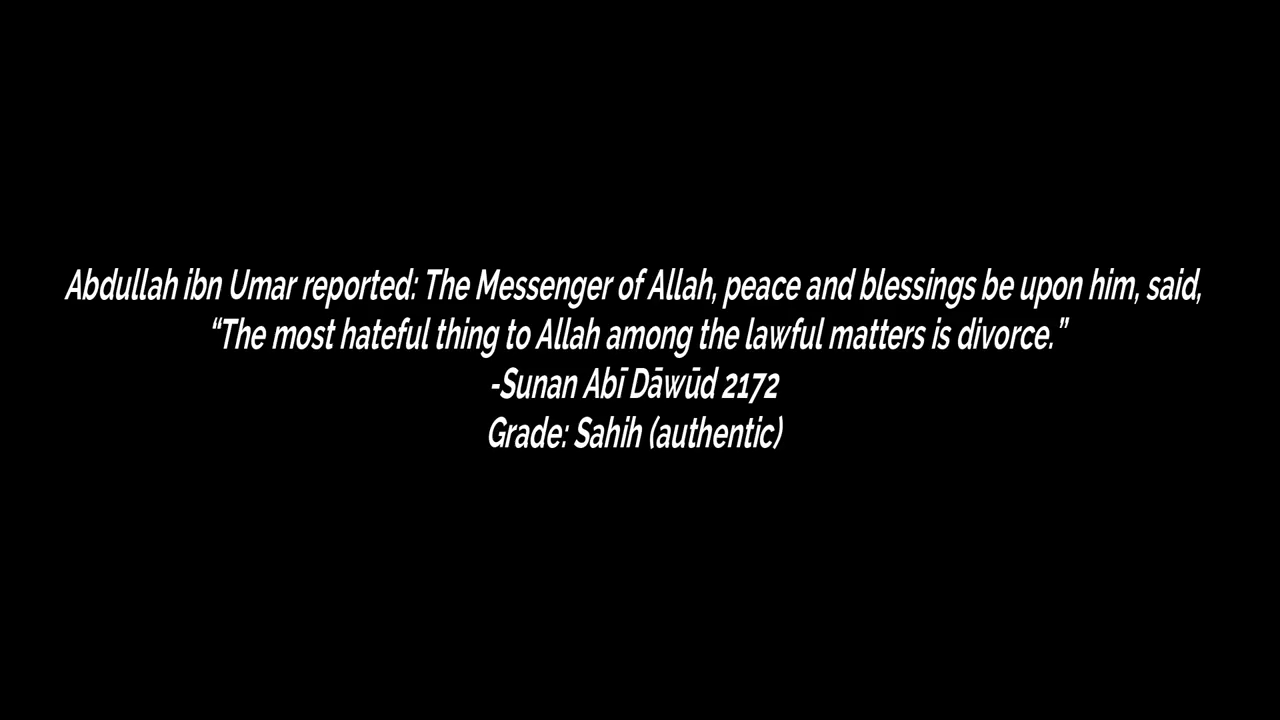 Abdullah ibn Umar reported: The Messenger of Allah, peace and blessings be upon him, said,
“The most hateful thing to Allah among the lawful matters is divorce.”
-Sunan Abī Dāwūd 2172
Grade: Sahih (authentic)